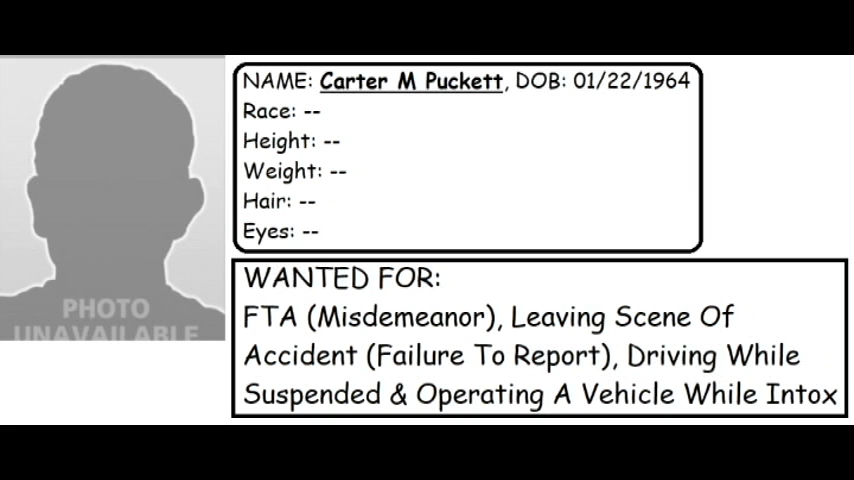 PHOTO
UNAVAILABLE
NAME: Carter M Puckett, DOB: 01/22/1964
Race: --
Height: --
Weight: --
Hair: --
Eyes: --
WANTED FOR:
FTA (Misdemeanor), Leaving Scene Of
Accident (Failure To Report), Driving While
Suspended & Operating A Vehicle While Intox